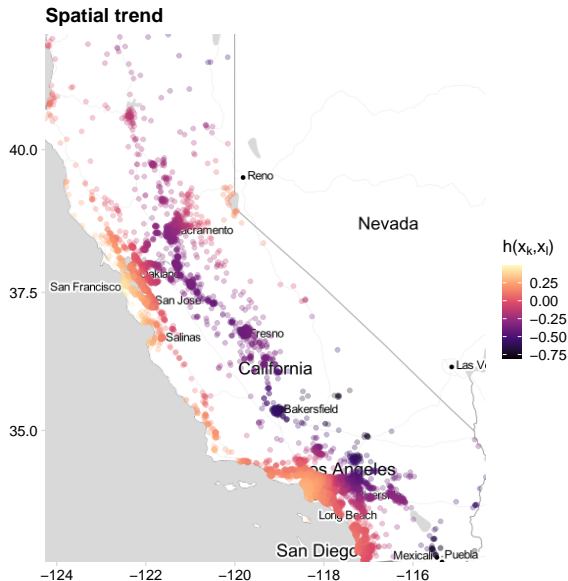 Spatial trend
40.0
37.5
35.0
Reno
Nevada
Sacramento
Oakland
San Francisco
San Jose
Salinas
Fresno
California
Las Ve
Bakersfield
Los Angeles
Long Beach
San Diego
Mexicali
Puebla
−124
−122
−120
−118
−116
h(xk,xl)
0.25
0.00
−0.25
−0.50
−0.75